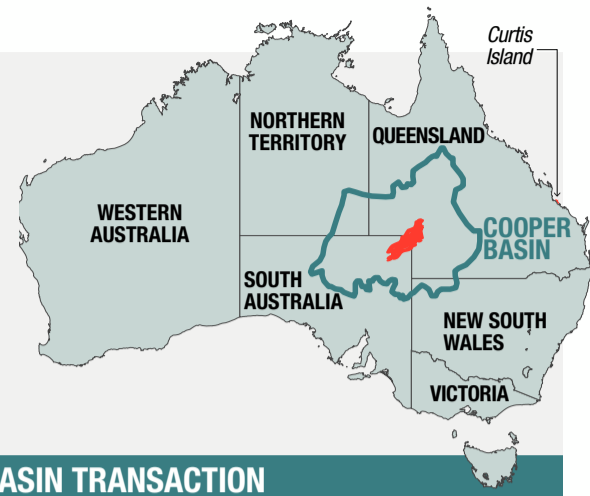 Curtis
Island
NORTHERN
TERRITORY
QUEENSLAND
WESTERN
AUSTRALIA
COOPER
BASIN
SOUTH
AUSTRALIA
NEW SOUTH
WALES
VICTORIA
ASIN TRANSACTION